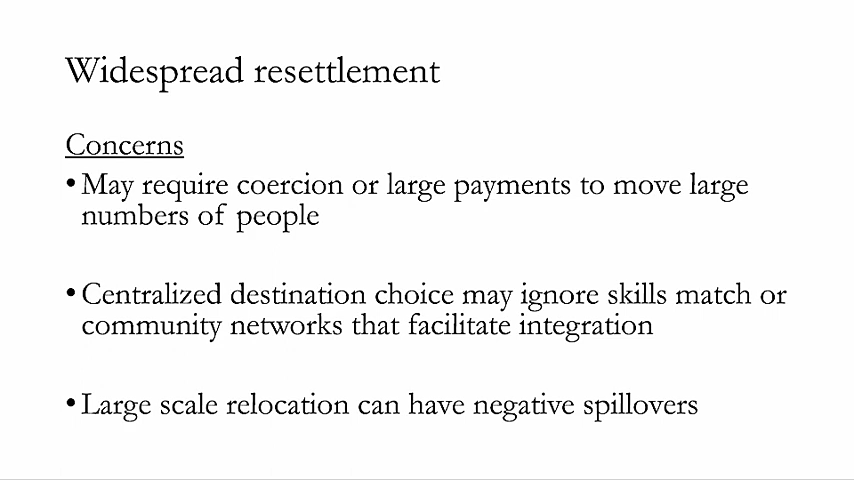 Widespread resettlement
Concerns
•May require coercion or large payments to move large
numbers of people
•Centralized destination choice may ignore skills match or
community networks that facilitate integration
•Large scale relocation can have negative spillovers